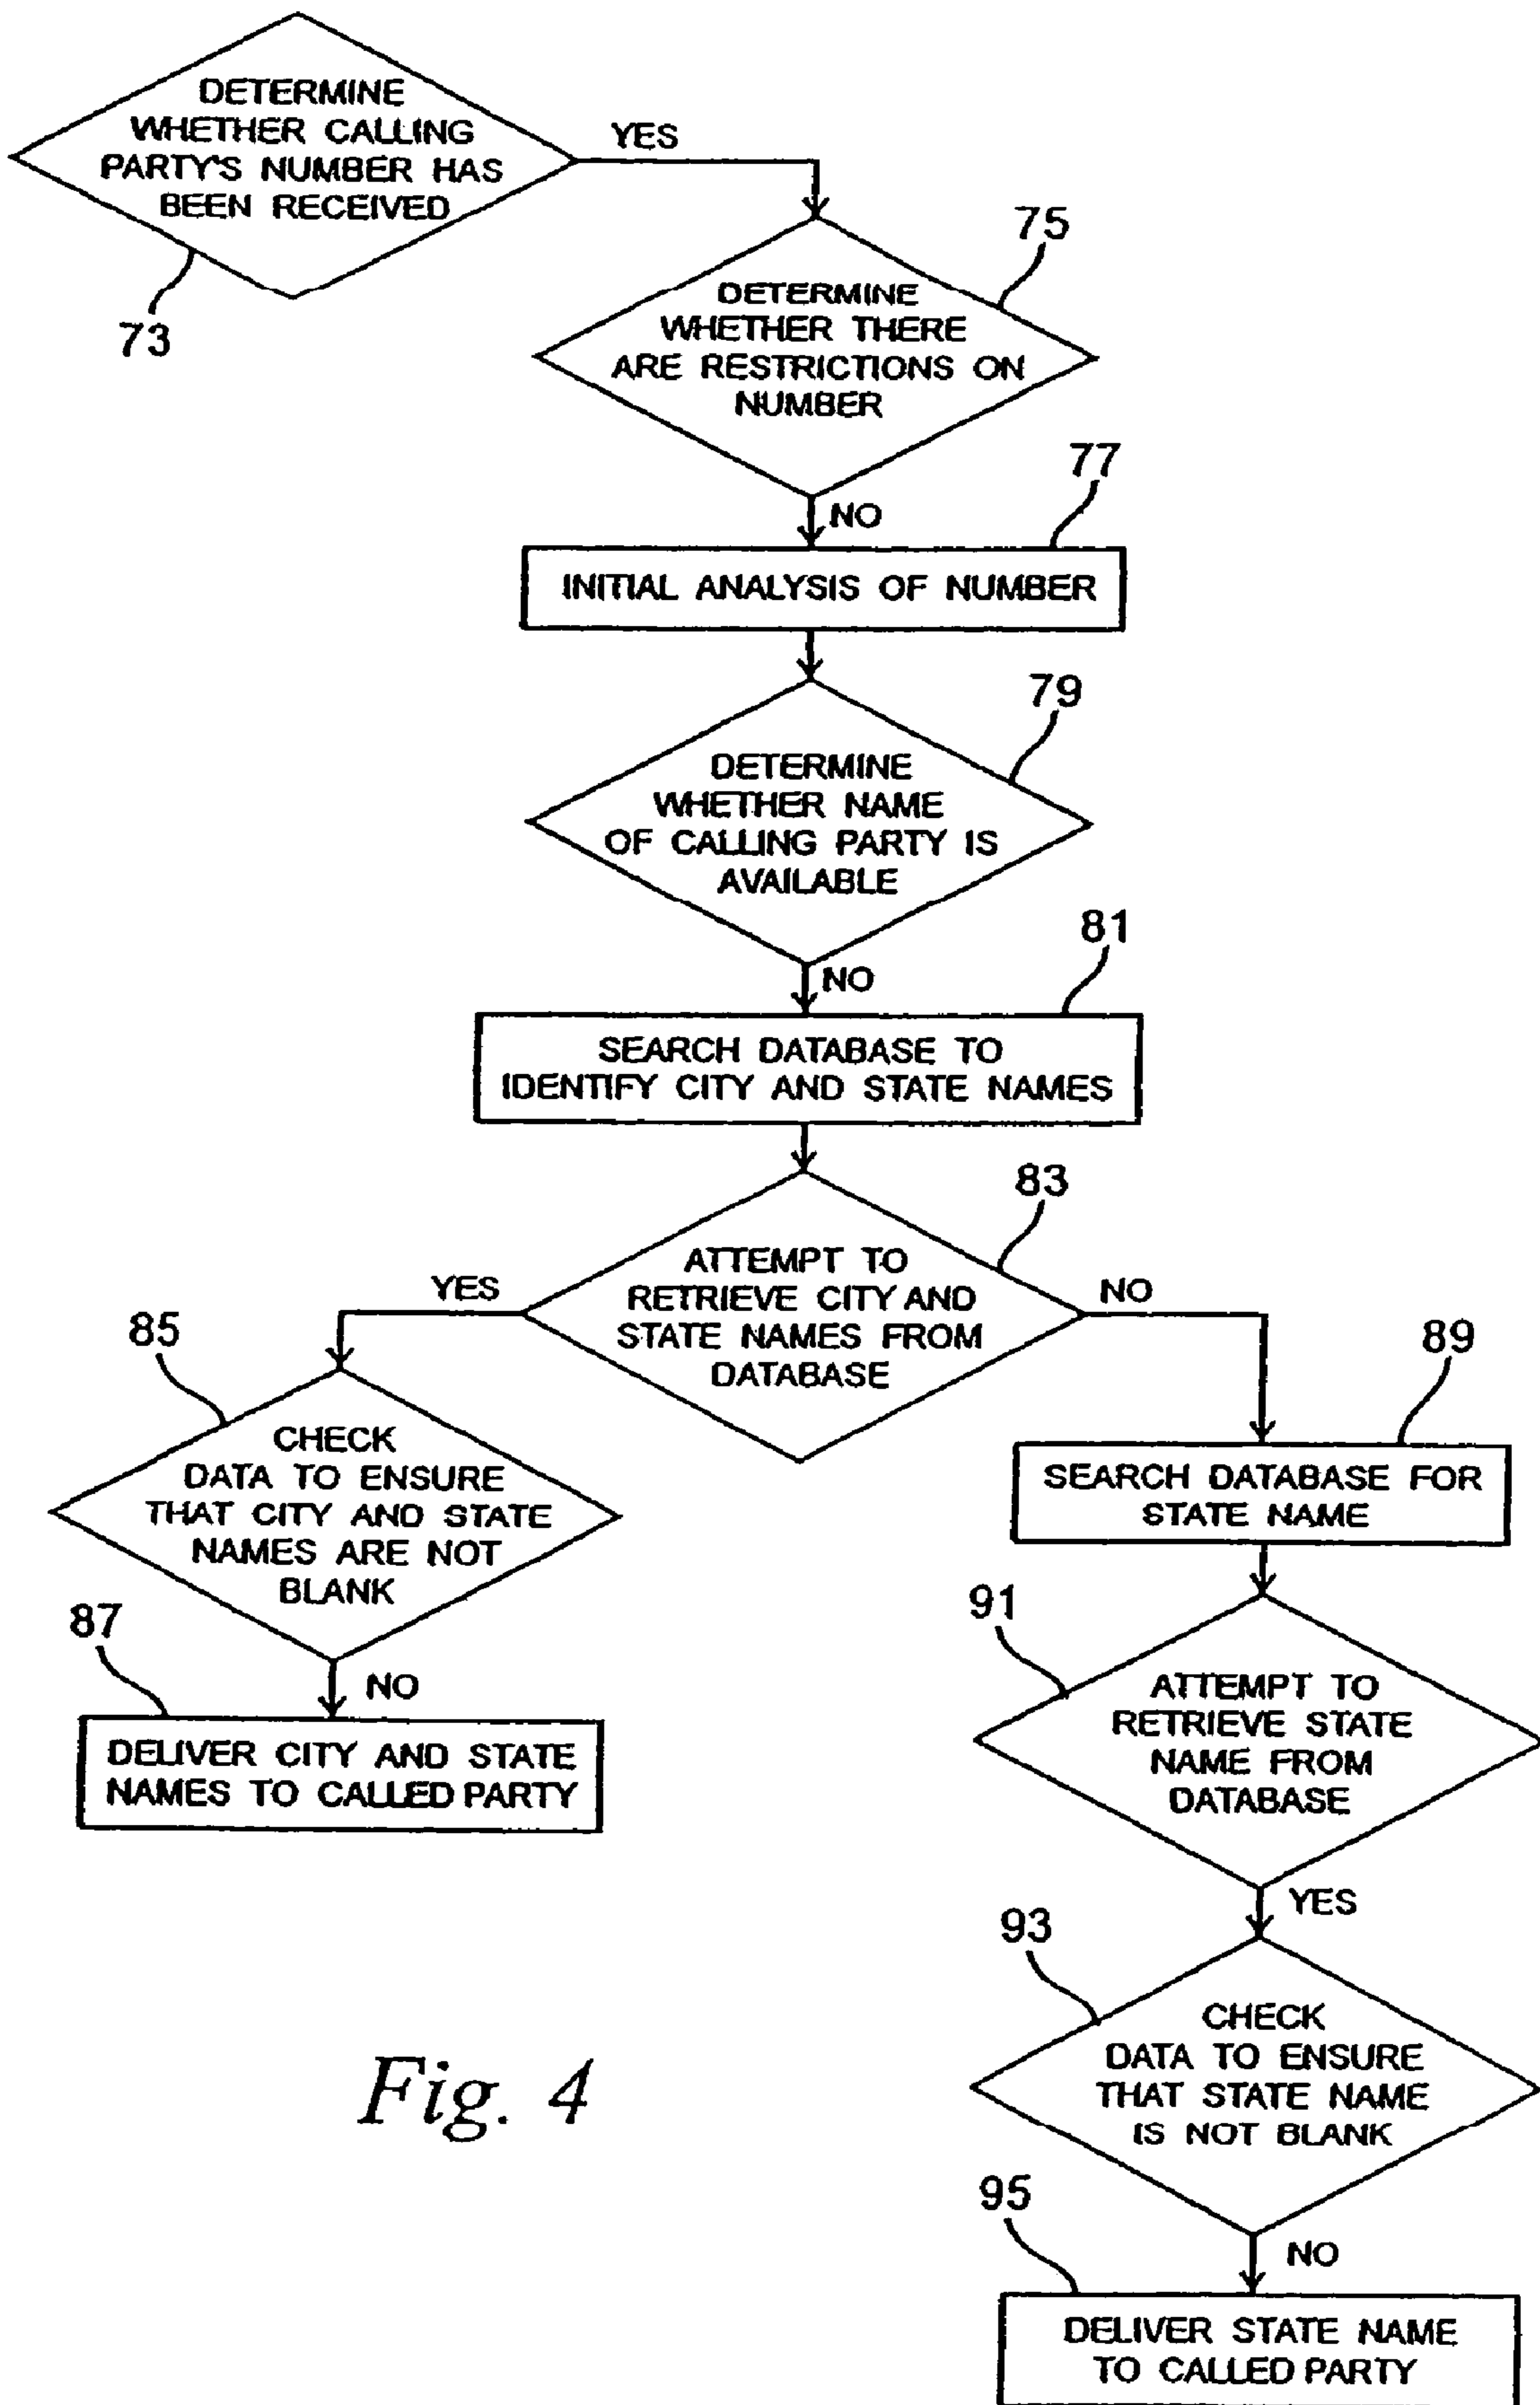 DETERMINE
WHETHER CALLING
PARTY'S NUMBER HAS
BEEN RECEIVED
YES
73
75
DETERMINE
WHETHER THERE
ARE RESTRICTIONS ON
NUMBER
NO
77
INITIAL ANALYSIS OF NUMBER
79
DETERMINE
WHETHER NAME
OF CALLING PARTY IS
AVAILABLE
NO
81
SEARCH DATABASE TO
IDENTIFY CITY AND STATE NAMES
83
ATTEMPT TO
RETRIEVE CITY AND
STATE NAMES FROM
DATABASE
YES
NO
85
CHECK
DATA TO ENSURE
THAT CITY AND STATE
NAMES ARE NOT
BLANK
NO
87
DELIVER CITY AND STATE
NAMES TO CALLED PARTY
89
SEARCH DATABASE FOR
STATE NAME
91
ATTEMPT TO
RETRIEVE STATE
NAME FROM
DATABASE
YES
93
CHECK
DATA TO ENSURE
THAT STATE NAME
IS NOT BLANK
NO
95
DELIVER STATE NAME
TO CALLED PARTY
Fig. 4